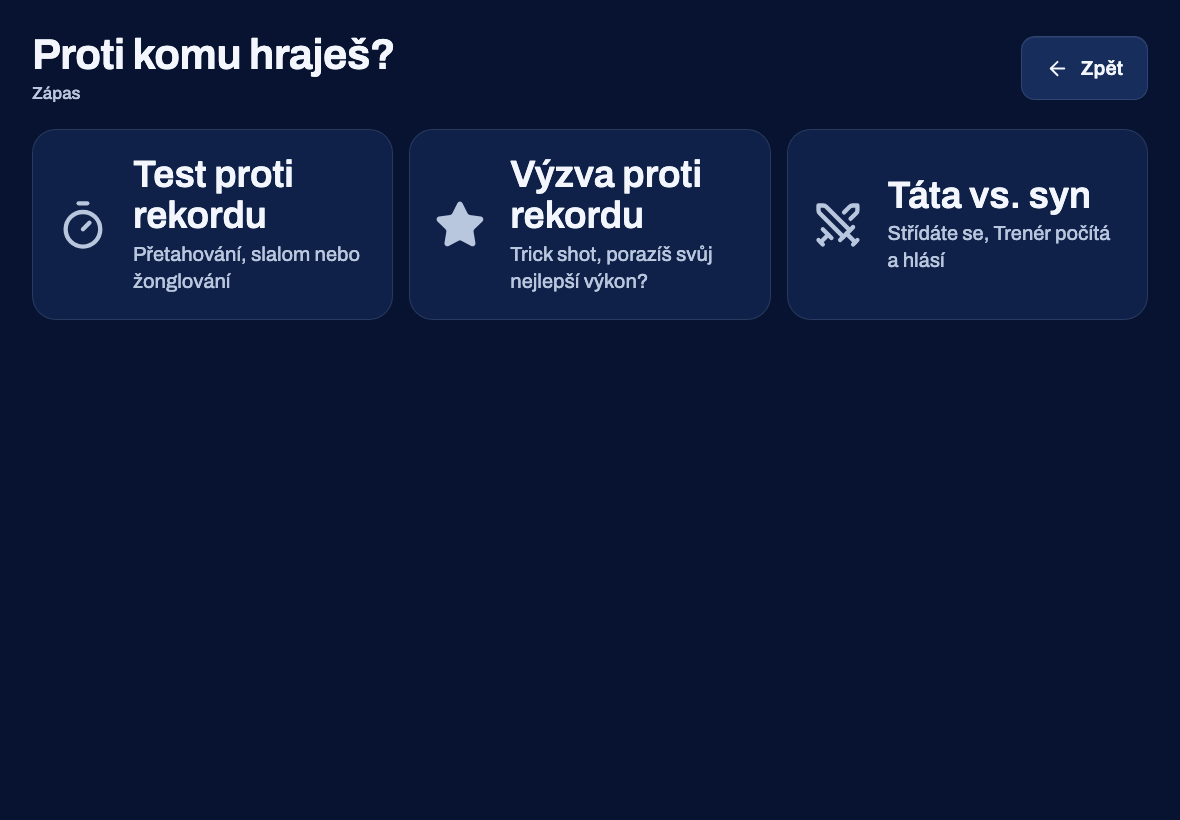 Proti komu hraješ?
Zápas
Zpět
Test proti
rekordu
Přetahování, slalom nebo
žonglování
Výzva proti
rekordu
Trick shot, porazíš svůj
nejlepší výkon?
Táta vs. syn
Střídáte se, Trenér počítá
a hlásí